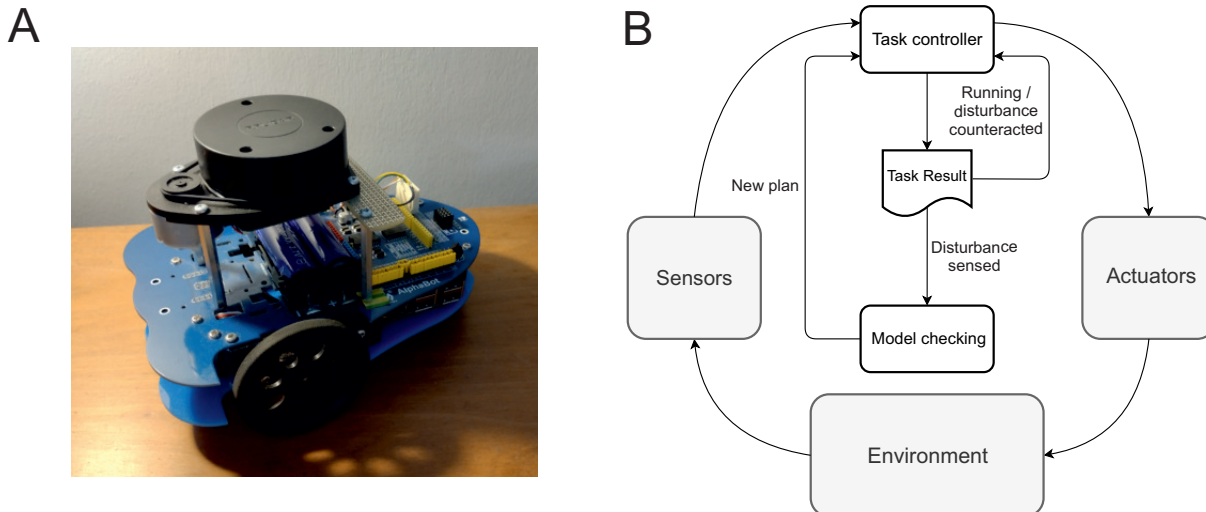 A
B
AlphaBot
Task controller
Running /
disturbance
counteracted
Task Result
New plan
Disturbance
sensed
Sensors
Actuators
Model checking
Environment